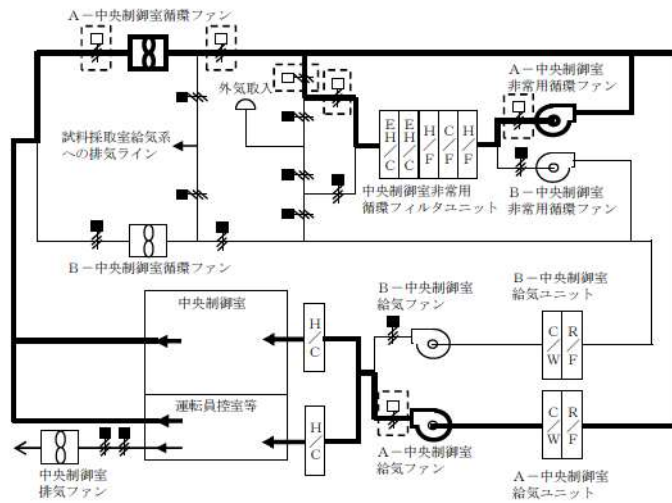 A－中央制御室循環ファン
外気取入
A－中央制御室
非常用循環ファン
試料採取室給気系
への排気ライン
EH/C
EH/C
H/F
C/F
H/F
中央制御室非常用
循環フィルタユニット
B－中央制御室
非常用循環ファン
B－中央制御室循環ファン
中央制御室
H/C
B－中央制御室
給気ファン
B－中央制御室
給気ユニット
C/W
R/F
運転員控室等
H/C
中央制御室
排気ファン
A－中央制御室
給気ファン
C/W
R/F
A－中央制御室
給気ユニット